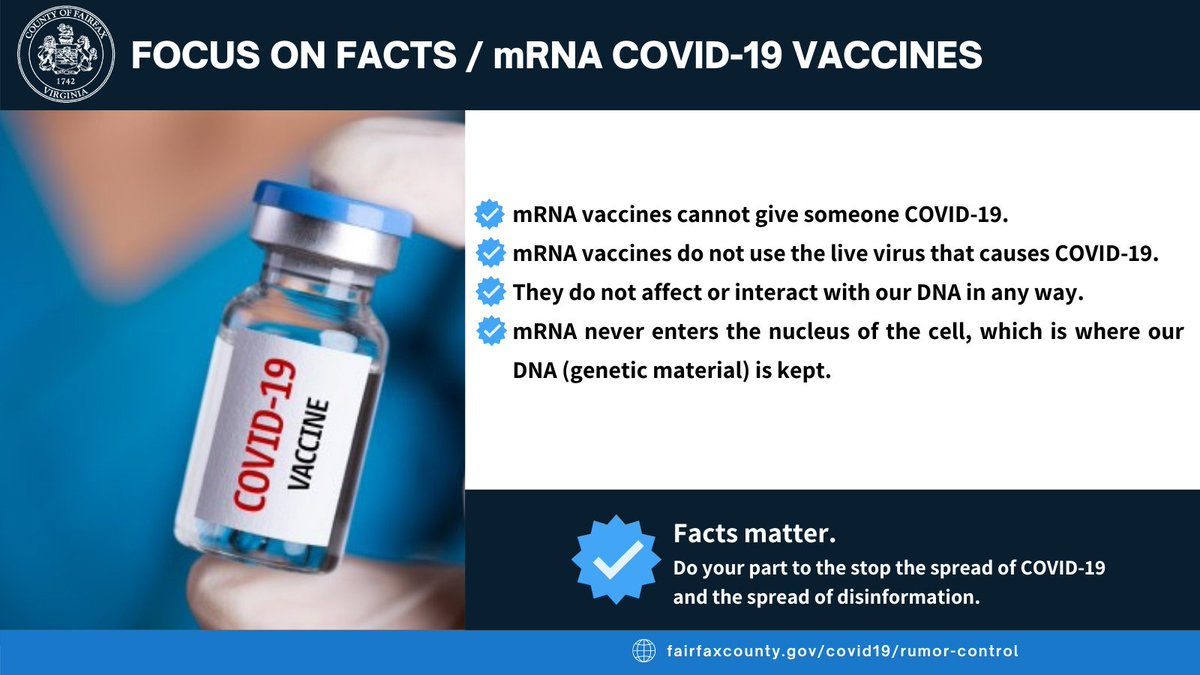 COUNTY OF FAIRFAX
1742
VIRGINIA
FOCUS ON FACTS / mRNA COVID-19 VACCINES
COVID-19
VACCINE
mRNA vaccines cannot give someone COVID-19.
mRNA vaccines do not use the live virus that causes COVID-19.
They do not affect or interact with our DNA in any way.
mRNA never enters the nucleus of the cell, which is where our
DNA (genetic material) is kept.
Facts matter.
Do your part to the stop the spread of COVID-19
and the spread of disinformation.
fairfaxcounty.gov/covid19/rumor-control